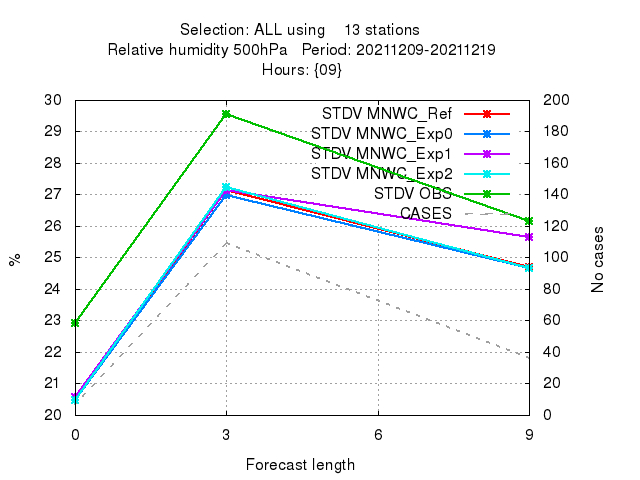 Selection: ALL using    13 stations
Relative humidity 500hPa   Period: 20211209-20211219
Hours: {09}
30
29
28
27
26
25
24
23
22
21
20
200
180
160
140
120
100
80
60
40
20
0
STDV MNWC_Ref
STDV MNWC_Exp0
STDV MNWC_Exp1
STDV MNWC_Exp2
STDV OBS
CASES
%
No cases
0 3 6 9
Forecast length